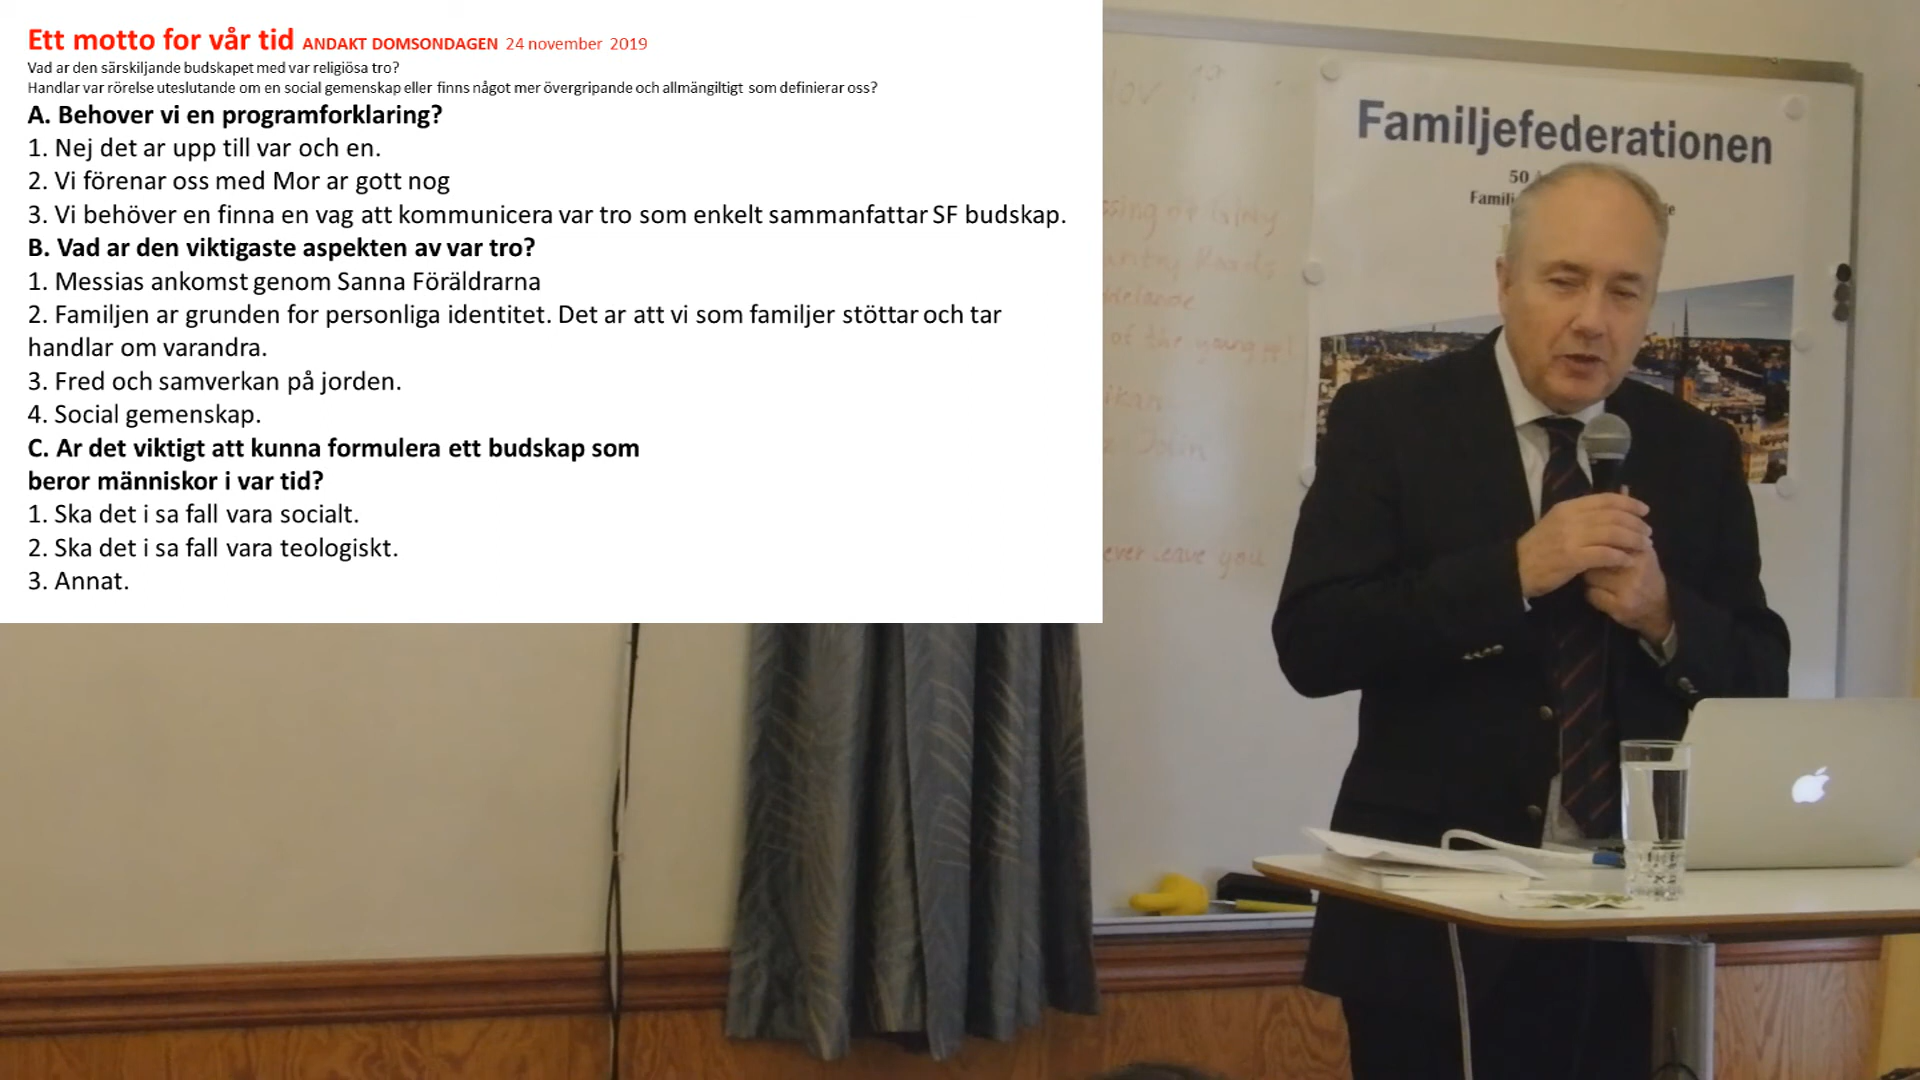 Ett motto for vår tid ANDAKT DOMSONDAGEN 24 november 2019
Vad ar den särskiljande budskapet med var religiösa tro?
Handlar var rörelse uteslutande om en social gemenskap eller finns något mer övergripande och allmängiltigt som definierar oss?
A. Behover vi en programforklaring?
1. Nej det ar upp till var och en.
2. Vi förenar oss med Mor ar gott nog
3. Vi behöver en finna en vag att kommunicera var tro som enkelt sammanfattar SF budskap.
B. Vad ar den viktigaste aspekten av var tro?
1. Messias ankomst genom Sanna Föräldrarna
2. Familjen ar grunden for personliga identitet. Det ar att vi som familjer stöttar och tar
handlar om varandra.
3. Fred och samverkan på jorden.
4. Social gemenskap.
C. Ar det viktigt att kunna formulera ett budskap som
beror människor i var tid?
1. Ska det i sa fall vara socialt.
2. Ska det i sa fall vara teologiskt.
3. Annat.
Familjefederationen
50
of the young
ever leave you